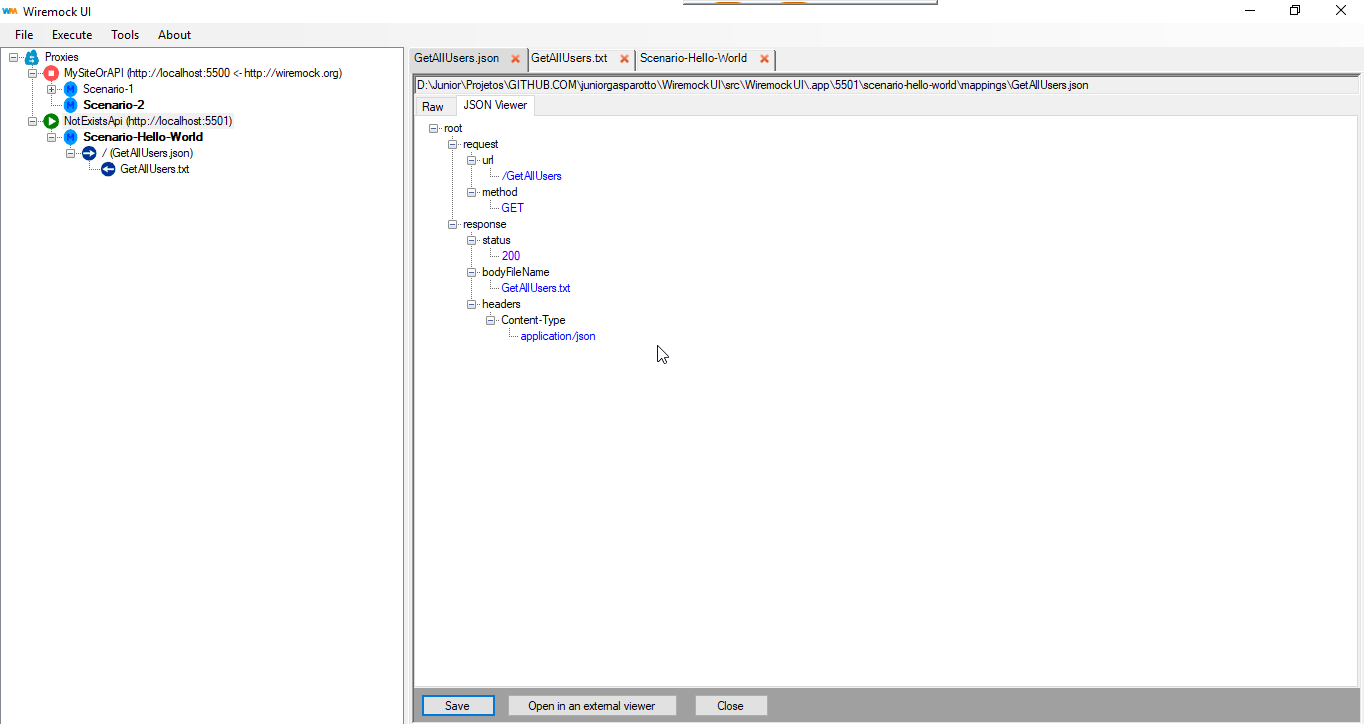 WM Wiremock UI
File Execute Tools About
Proxies
MySiteOrAPI (http://localhost:5500 <- http://wiremock.org)
M Scenario-1
M Scenario-2
NotExistsApi (http://localhost:5501)
M Scenario-Hello-World
/ (GetAllUsers.json)
GetAllUsers.txt
GetAllUsers.json GetAllUsers.txt Scenario-Hello-World
D:\Junior\Projetos\GITHUB.COM\juniorgasparotto\WiremockUI\src\WiremockUI\.app\5501\scenario-hello-world\mappings\GetAllUsers.json
Raw JSON Viewer
root
request
url
/GetAllUsers
method
GET
response
status
200
bodyFileName
GetAllUsers.txt
headers
Content-Type
application/json
Save Open in an external viewer Close